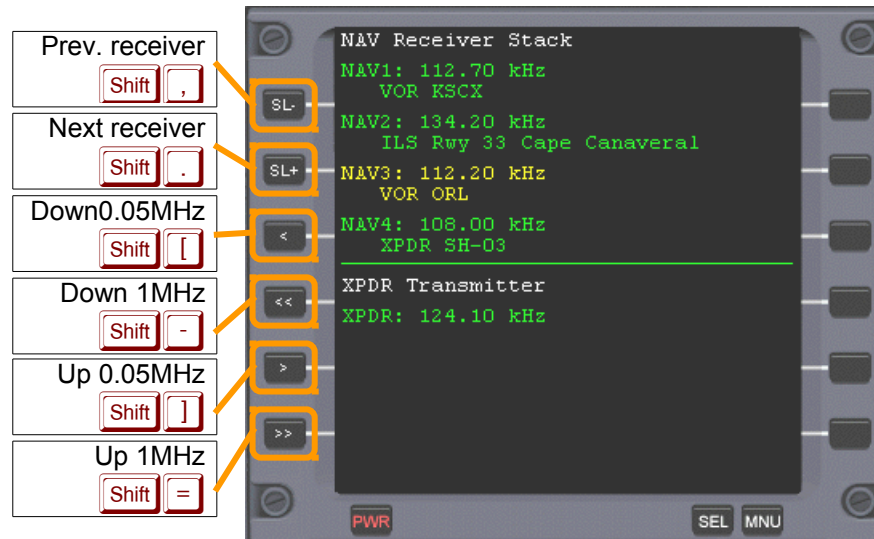 Prev. receiver
Shift ,
Next receiver
Shift .
Down0.05MHz
Shift [
Down 1MHz
Shift -
Up 0.05MHz
Shift ]
Up 1MHz
Shift =
SL-
SL+
<
<<
>
>>
NAV Receiver Stack
NAV1: 112.70 kHz
VOR KSCX
NAV2: 134.20 kHz
ILS Rwy 33 Cape Canaveral
NAV3: 112.20 kHz
VOR ORL
NAV4: 108.00 kHz
XPDR SH-03
XPDR Transmitter
XPDR: 124.10 kHz
PWR
SEL MNU